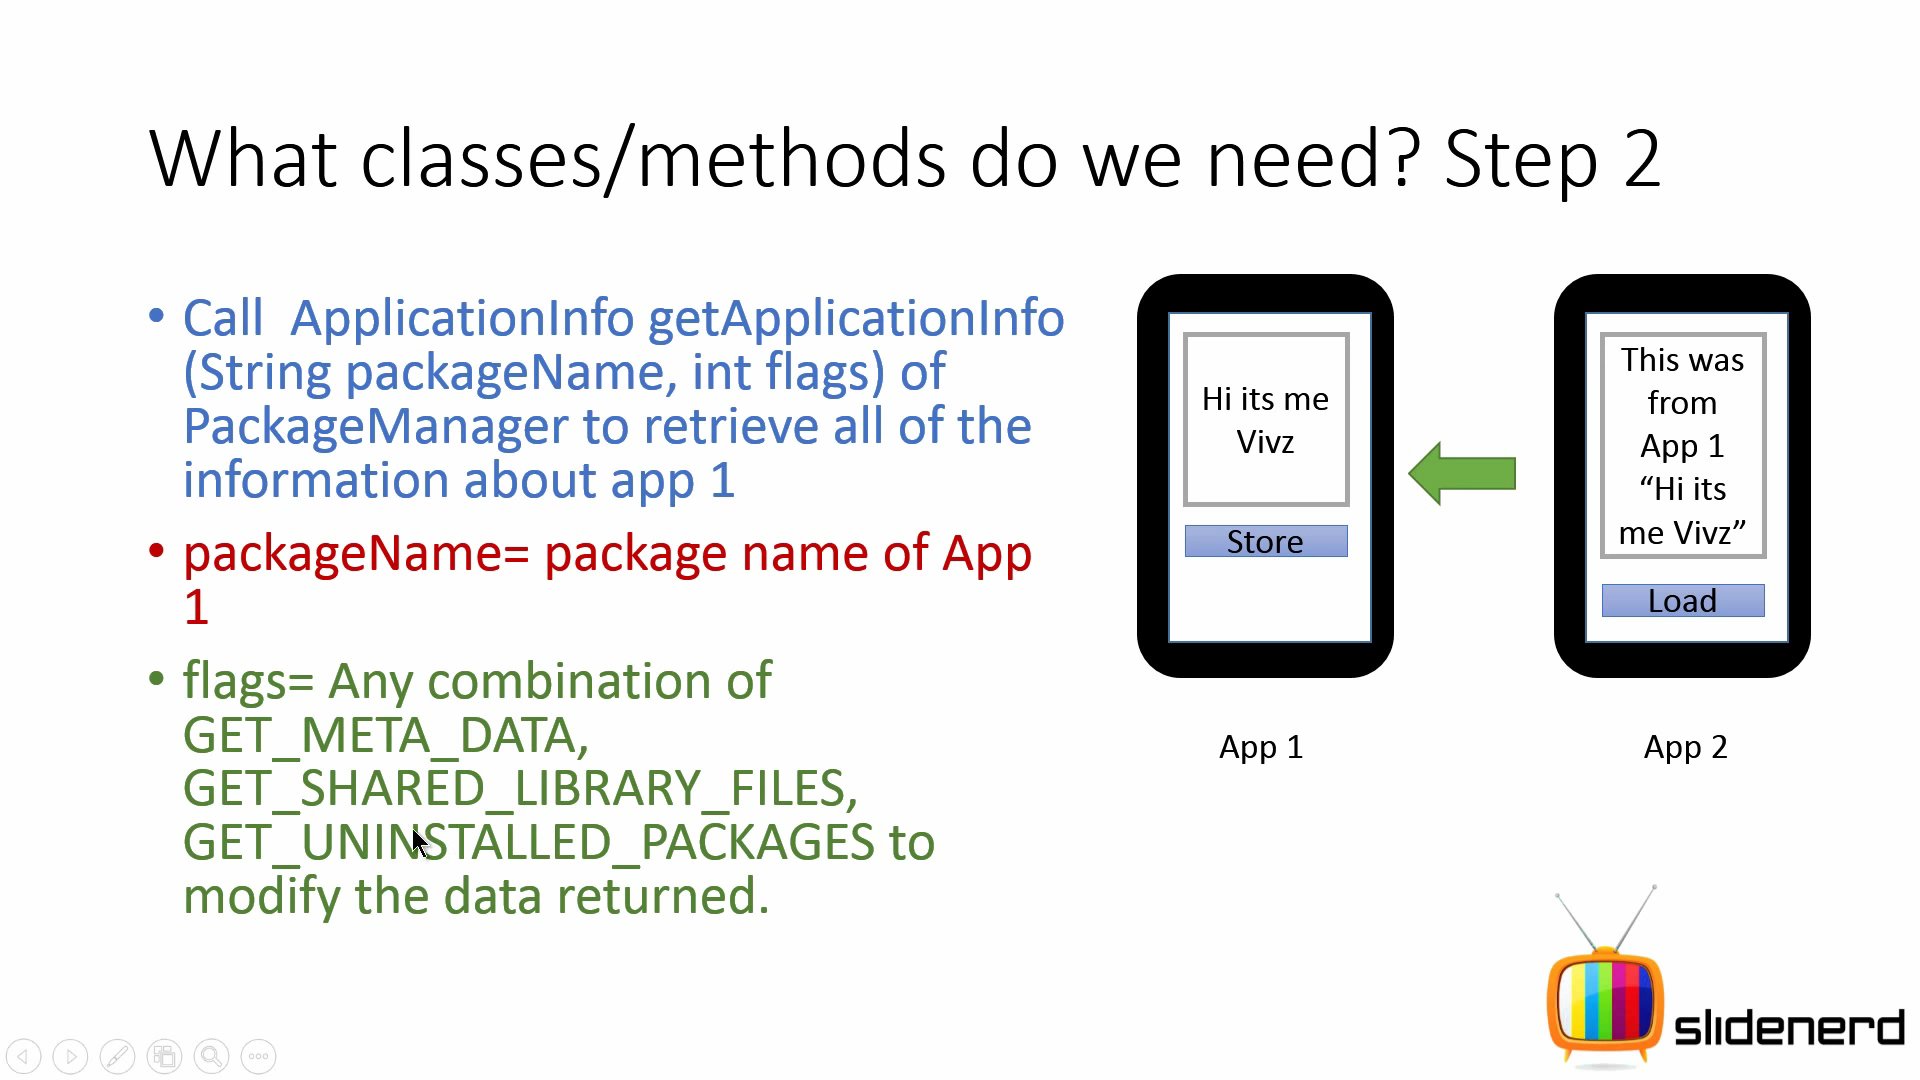 What classes/methods do we need? Step 2
• Call  ApplicationInfo getApplicationInfo
(String packageName, int flags) of
PackageManager to retrieve all of the
information about app 1
• packageName= package name of App
1
• flags= Any combination of
GET_META_DATA,
GET_SHARED_LIBRARY_FILES,
GET_UNINSTALLED_PACKAGES to
modify the data returned.
Hi its me
Vivz
Store
App 1
This was
from
App 1
“Hi its
me Vivz”
Load
App 2
slidenerd